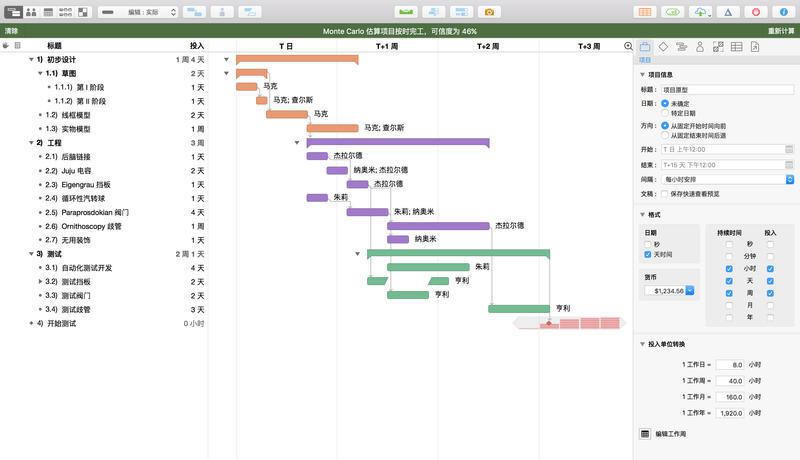 编辑：实际
清除
Monte Carlo 估算项目按时完工，可信度为 46%
重新计算
标题
投入
T 日
T+1 周
T+2 周
T+3 周
1) 初步设计
1 周 4 天
1.1) 草图
2 天
1.1.1) 第 I 阶段
1 天
马克
1.1.2) 第 II 阶段
1 天
马克; 查尔斯
1.2) 线框模型
2 天
马克
1.3) 实物模型
1 周
马克; 查尔斯
2) 工程
3 周
2.1) 后脑链接
1 天
杰拉尔德
2.2) Juju 电容
2 天
纳奥米; 杰拉尔德
2.3) Eigengrau 挡板
1 天
杰拉尔德
2.4) 循环性汽转球
1 天
朱莉
2.5) Paraprosdokian 阀门
4 天
朱莉; 纳奥米
2.6) Ornithoscopy 歧管
1 周
杰拉尔德
2.7) 无用装饰
1 天
纳奥米
3) 测试
2 周 1 天
3.1) 自动化测试开发
4 天
朱莉
3.2) 测试挡板
2 天
亨利
3.3) 测试阀门
2 天
亨利
3.4) 测试歧管
3 天
亨利
4) 开始测试
0 小时
项目
项目信息
标题：
项目原型
日期：
未确定
特定日期
方向：
从固定开始时间向前
从固定结束时间后退
开始：
T 日 上午12:00
结束：
T+15 天 下午12:00
间隔：
每小时安排
文稿：
保存快速查看预览
格式
日期
秒
天时间
货币
$1,234.56
持续时间
投入
秒
分钟
小时
天
周
月
年
投入单位转换
1 工作日 =
8.0
小时
1 工作周 =
40.0
小时
1 工作月 =
160.0
小时
1 工作年 =
1,920.0
小时
编辑工作周